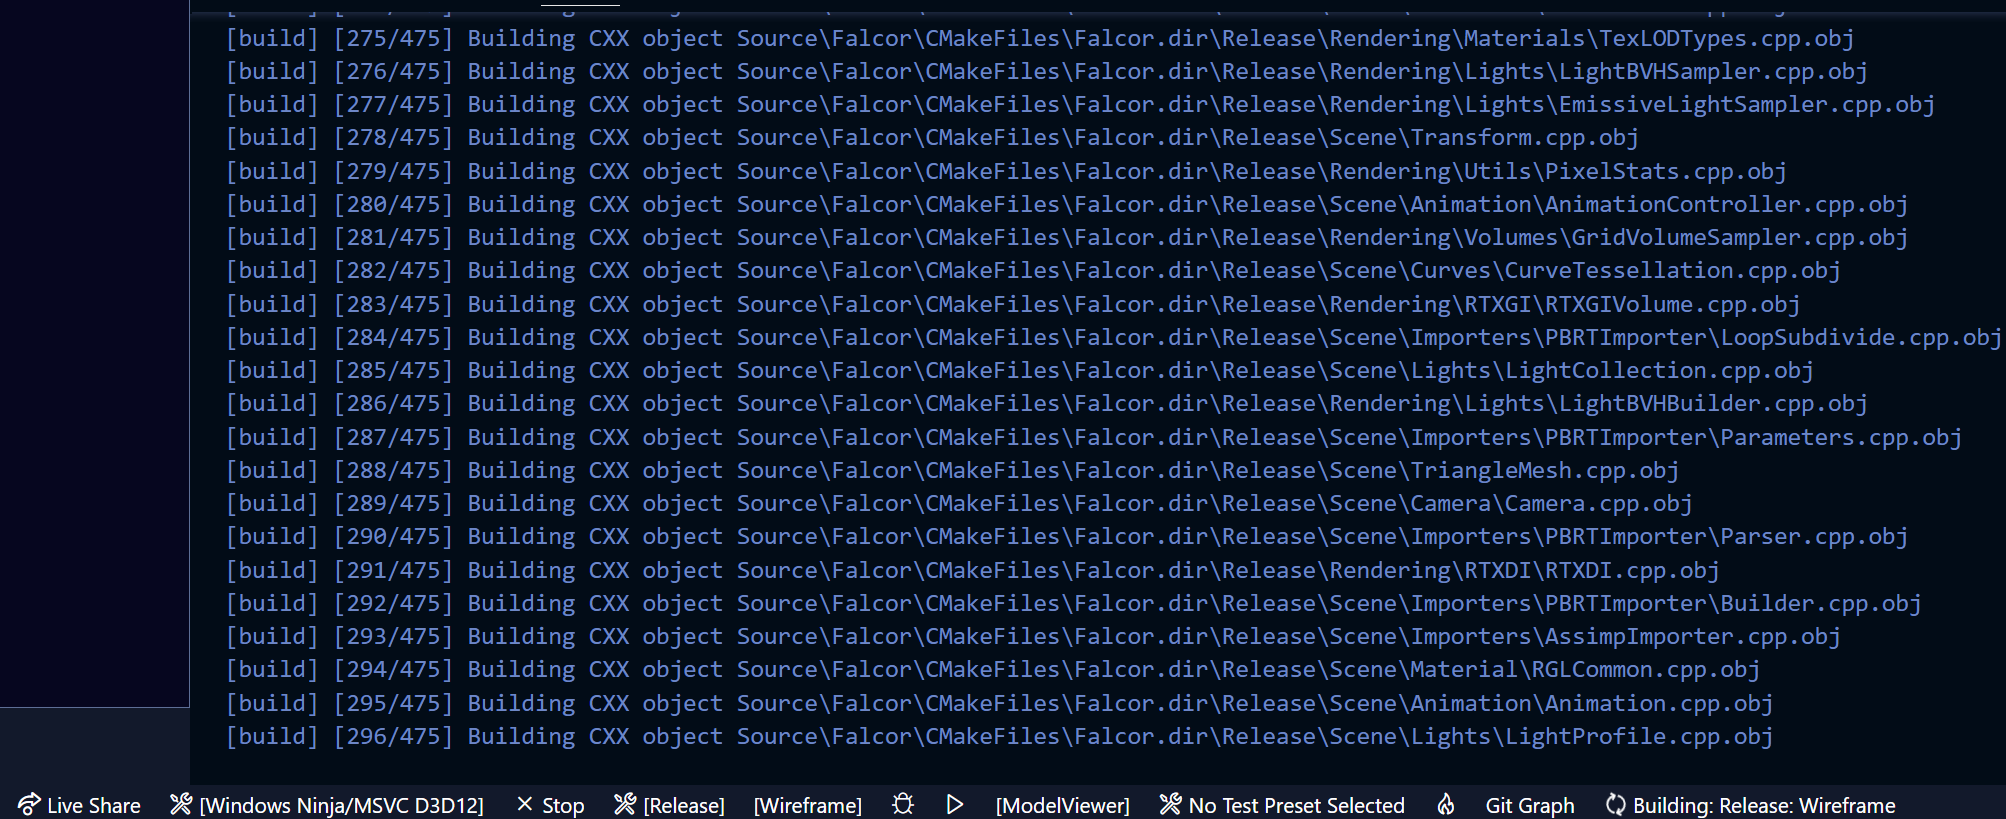 [build] [275/475] Building CXX object Source\Falcor\CMakeFiles\Falcor.dir\Release\Rendering\Materials\TexLODTypes.cpp.obj
[build] [276/475] Building CXX object Source\Falcor\CMakeFiles\Falcor.dir\Release\Rendering\Lights\LightBVHSampler.cpp.obj
[build] [277/475] Building CXX object Source\Falcor\CMakeFiles\Falcor.dir\Release\Rendering\Lights\EmissiveLightSampler.cpp.obj
[build] [278/475] Building CXX object Source\Falcor\CMakeFiles\Falcor.dir\Release\Scene\Transform.cpp.obj
[build] [279/475] Building CXX object Source\Falcor\CMakeFiles\Falcor.dir\Release\Rendering\Utils\PixelStats.cpp.obj
[build] [280/475] Building CXX object Source\Falcor\CMakeFiles\Falcor.dir\Release\Scene\Animation\AnimationController.cpp.obj
[build] [281/475] Building CXX object Source\Falcor\CMakeFiles\Falcor.dir\Release\Rendering\Volumes\GridVolumeSampler.cpp.obj
[build] [282/475] Building CXX object Source\Falcor\CMakeFiles\Falcor.dir\Release\Scene\Curves\CurveTessellation.cpp.obj
[build] [283/475] Building CXX object Source\Falcor\CMakeFiles\Falcor.dir\Release\Rendering\RTXGI\RTXGIVolume.cpp.obj
[build] [284/475] Building CXX object Source\Falcor\CMakeFiles\Falcor.dir\Release\Scene\Importers\PBRTImporter\LoopSubdivide.cpp.obj
[build] [285/475] Building CXX object Source\Falcor\CMakeFiles\Falcor.dir\Release\Scene\Lights\LightCollection.cpp.obj
[build] [286/475] Building CXX object Source\Falcor\CMakeFiles\Falcor.dir\Release\Rendering\Lights\LightBVHBuilder.cpp.obj
[build] [287/475] Building CXX object Source\Falcor\CMakeFiles\Falcor.dir\Release\Scene\Importers\PBRTImporter\Parameters.cpp.obj
[build] [288/475] Building CXX object Source\Falcor\CMakeFiles\Falcor.dir\Release\Scene\TriangleMesh.cpp.obj
[build] [289/475] Building CXX object Source\Falcor\CMakeFiles\Falcor.dir\Release\Scene\Camera\Camera.cpp.obj
[build] [290/475] Building CXX object Source\Falcor\CMakeFiles\Falcor.dir\Release\Scene\Importers\PBRTImporter\Parser.cpp.obj
[build] [291/475] Building CXX object Source\Falcor\CMakeFiles\Falcor.dir\Release\Rendering\RTXDI\RTXDI.cpp.obj
[build] [292/475] Building CXX object Source\Falcor\CMakeFiles\Falcor.dir\Release\Scene\Importers\PBRTImporter\Builder.cpp.obj
[build] [293/475] Building CXX object Source\Falcor\CMakeFiles\Falcor.dir\Release\Scene\Importers\AssimpImporter.cpp.obj
[build] [294/475] Building CXX object Source\Falcor\CMakeFiles\Falcor.dir\Release\Scene\Material\RGLCommon.cpp.obj
[build] [295/475] Building CXX object Source\Falcor\CMakeFiles\Falcor.dir\Release\Scene\Animation\Animation.cpp.obj
[build] [296/475] Building CXX object Source\Falcor\CMakeFiles\Falcor.dir\Release\Scene\Lights\LightProfile.cpp.obj
Live Share [Windows Ninja/MSVC D3D12] Stop [Release] [Wireframe] [ModelViewer] No Test Preset Selected Git Graph Building: Release: Wireframe